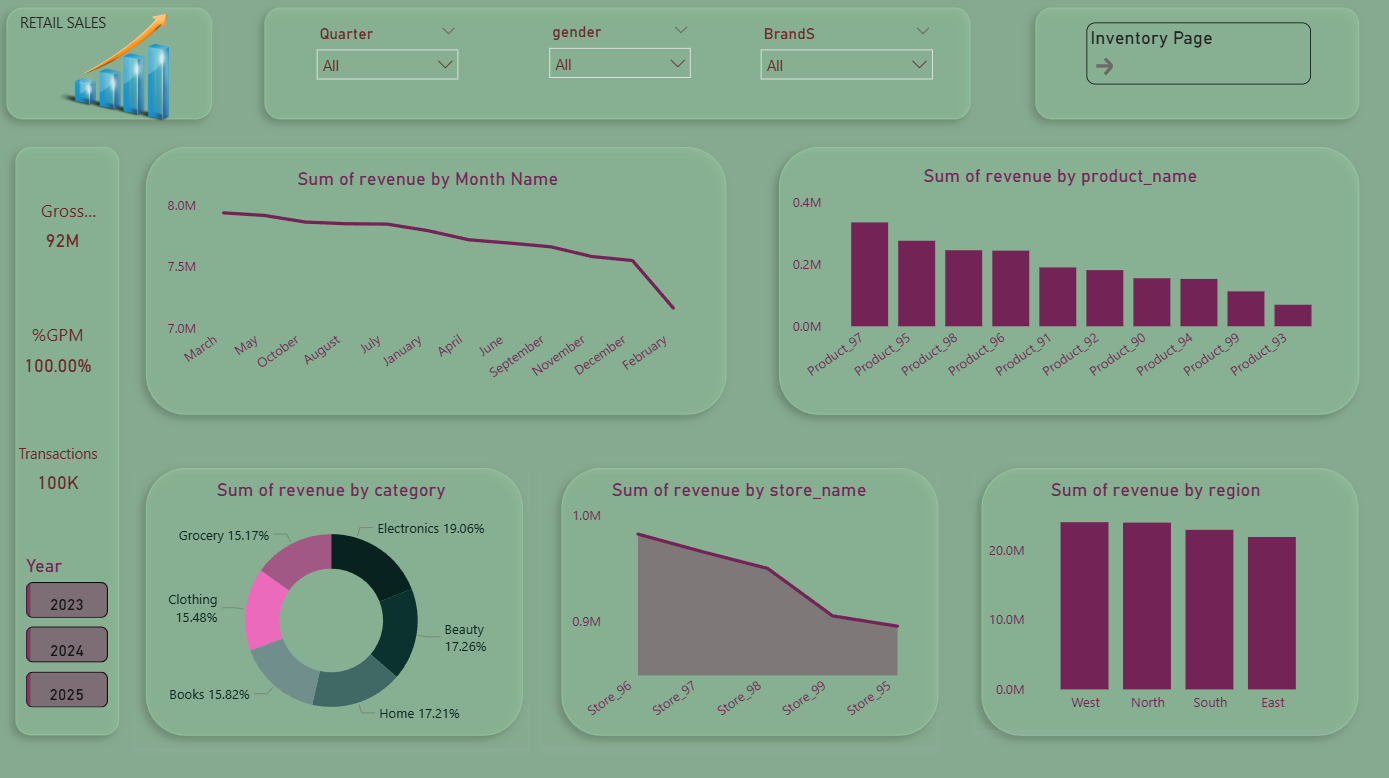 RETAIL SALES
Quarter
All
gender
All
BrandS
All
Inventory Page
Gross...
92M
%GPM
100.00%
Transactions
100K
Year
2023
2024
2025
Sum of revenue by Month Name
8.0M
7.5M
7.0M
March
May
October
August
July
January
April
June
September
November
December
February
Sum of revenue by product_name
0.4M
0.2M
0.0M
Product_97
Product_95
Product_98
Product_96
Product_91
Product_92
Product_90
Product_94
Product_99
Product_93
Sum of revenue by category
Electronics 19.06%
Beauty
17.26%
Home 17.21%
Books 15.82%
Clothing
15.48%
Grocery 15.17%
Sum of revenue by store_name
1.0M
0.9M
Store_96
Store_97
Store_98
Store_99
Store_95
Sum of revenue by region
20.0M
10.0M
0.0M
West
North
South
East